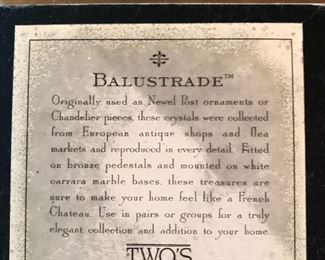 BALUSTRADE™
Originally used as Newel Post ornaments or
Chandelier pieces, these crystals were collected
from European antique shops and flea
markets and reproduced in every detail. Fitted
on bronze pedestals and mounted on white
carrara marble bases, these treasures are
sure to make your home feel like a French
Chateau. Use in pairs or groups for a truly
elegant collection and addition to your home.
TWO'S